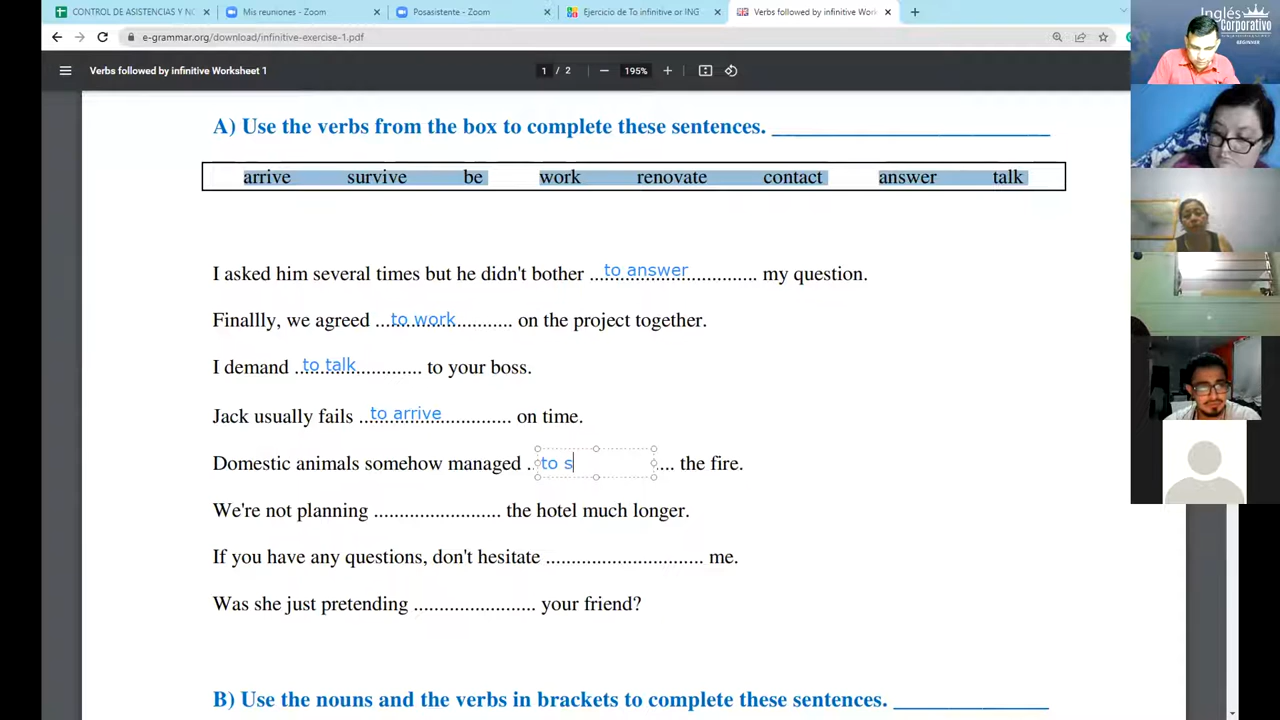 CONTROL DE ASISTENCIAS Y NO
Mis reuniones - Zoom
Posasistente - Zoom
Ejercicio de To infinitive or ING
Verbs followed by infinitive Wor
e-grammar.org/download/infinitive-exercise-1.pdf
Verbs followed by infinitive Worksheet 1
1 / 2
195%
Inglés
Corporativo
BEGINNER
A) Use the verbs from the box to complete these sentences. ___________________________
arrive survive be work renovate contact answer talk
I asked him several times but he didn't bother ...to answer... my question.
Finallly, we agreed ...to work... on the project together.
I demand ...to talk... to your boss.
Jack usually fails ...to arrive... on time.
Domestic animals somehow managed ..to s.... the fire.
We're not planning ......................... the hotel much longer.
If you have any questions, don't hesitate ............................... me.
Was she just pretending ........................ your friend?
B) Use the nouns and the verbs in brackets to complete these sentences. _______________